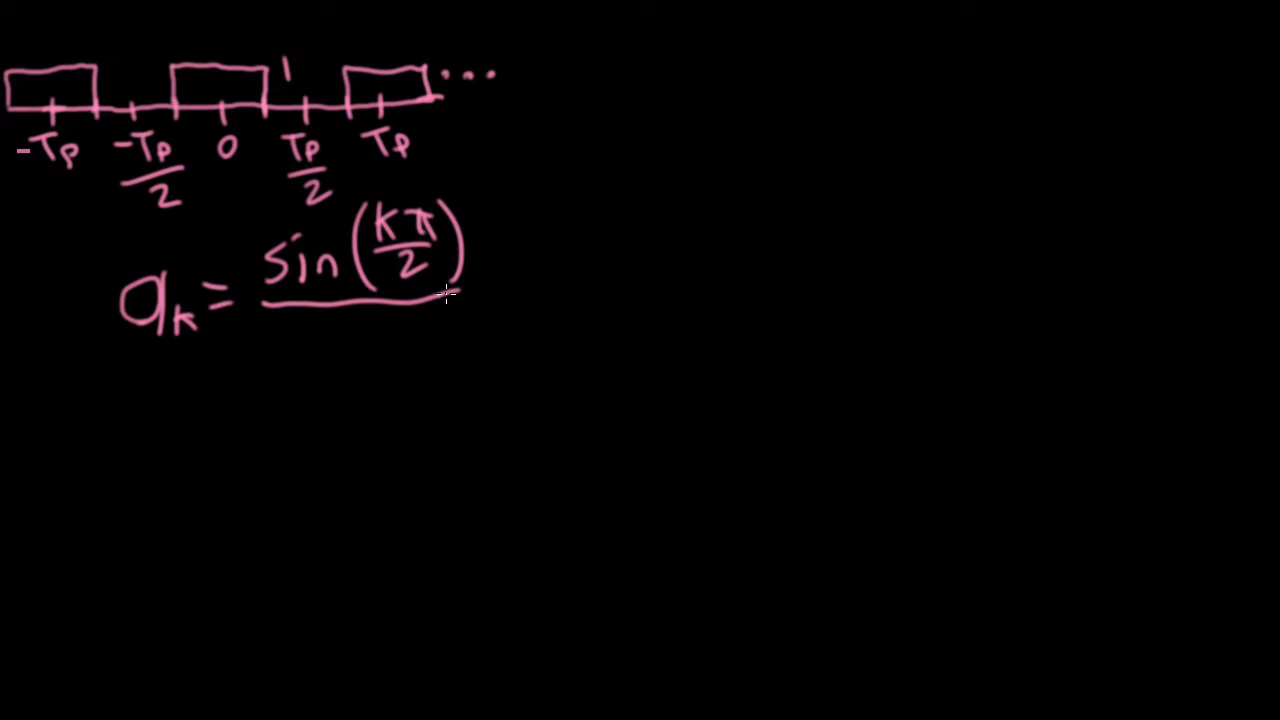 1 ...
-Tp -Tp/2 0 Tp/2 Tp
ak = sin(kπ/2)